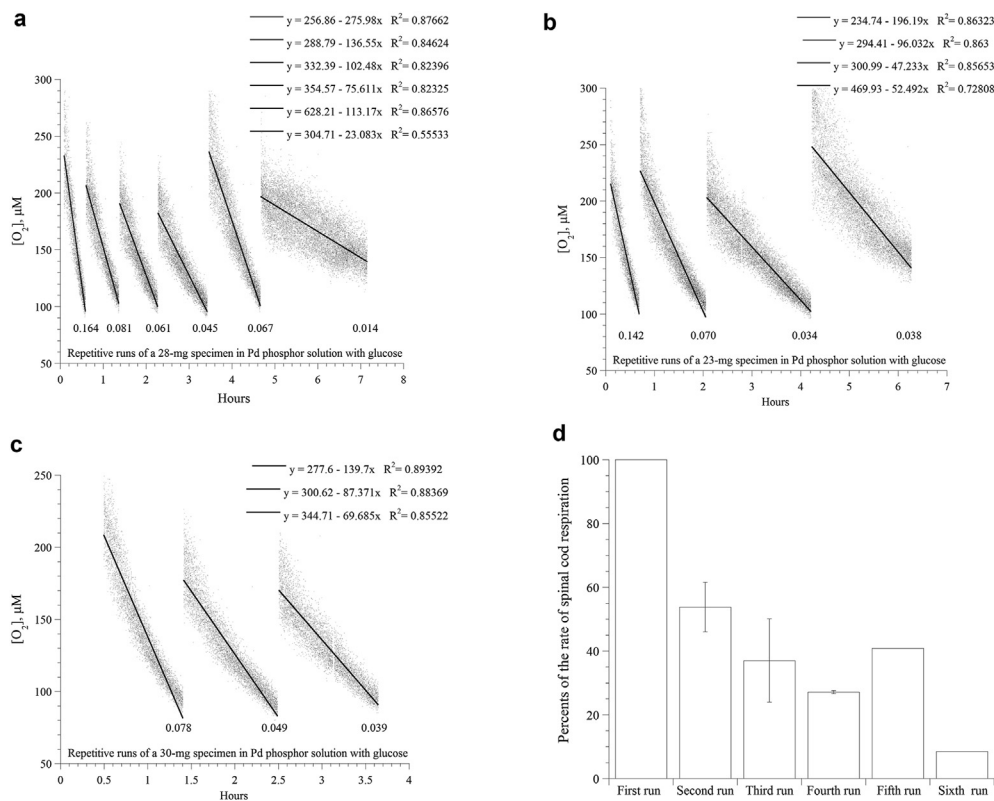 a
y = 256.86 - 275.98x R²= 0.87662
y = 288.79 - 136.55x R²= 0.84624
y = 332.39 - 102.48x R²= 0.82396
y = 354.57 - 75.611x R²= 0.82325
y = 628.21 - 113.17x R²= 0.86576
y = 304.71 - 23.083x R²= 0.55533
300
250
200
150
100
50
[O₂], µM
0.164 0.081 0.061 0.045 0.067 0.014
Repetitive runs of a 28-mg specimen in Pd phosphor solution with glucose
0 1 2 3 4 5 6 7 8
Hours
b
y = 234.74 - 196.19x R²= 0.86323
y = 294.41 - 96.032x R²= 0.863
y = 300.99 - 47.233x R²= 0.85653
y = 469.93 - 52.492x R²= 0.72808
300
250
200
150
100
50
[O₂], µM
0.142 0.070 0.034 0.038
Repetitive runs of a 23-mg specimen in Pd phosphor solution with glucose
0 1 2 3 4 5 6 7
Hours
c
y = 277.6 - 139.7x R²= 0.89392
y = 300.62 - 87.371x R²= 0.88369
y = 344.71 - 69.685x R²= 0.85522
250
200
150
100
50
[O₂], µM
0.078 0.049 0.039
Repetitive runs of a 30-mg specimen in Pd phosphor solution with glucose
0 0.5 1 1.5 2 2.5 3 3.5 4
Hours
d
100
80
60
40
20
0
Percents of the rate of spinal cod respiration
First run Second run Third run Fourth run Fifth run Sixth run